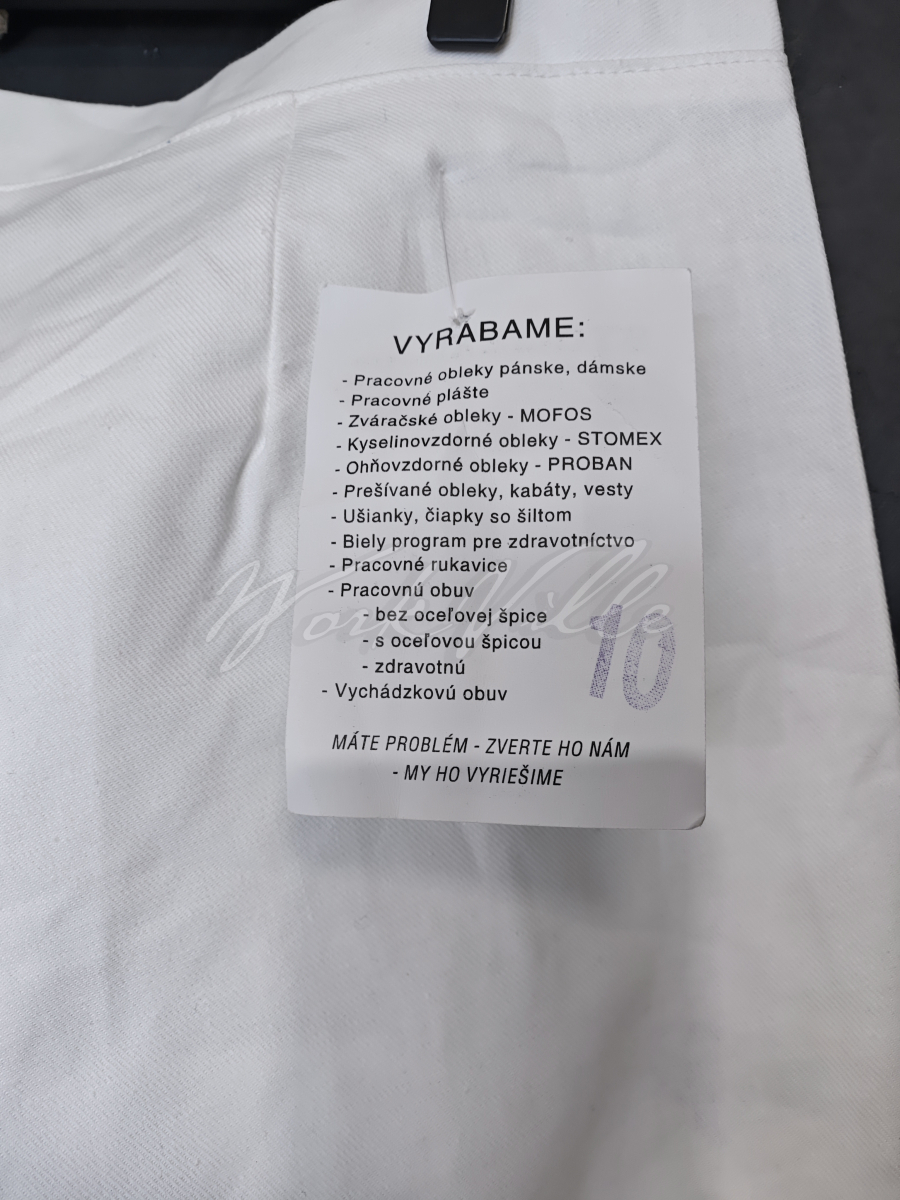 VYRÁBAME:
- Pracovné obleky pánske, dámske
- Pracovné plášte
- Zváračské obleky - MOFOS
- Kyselinovzdorné obleky - STOMEX
- Ohňovzdorné obleky - PROBAN
- Prešívané obleky, kabáty, vesty
- Ušianky, čiapky so šiltom
- Biely program pre zdravotníctvo
- Pracovné rukavice
- Pracovnú obuv
- bez oceľovej špice
- s oceľovou špicou
- zdravotnú
- Vychádzkovú obuv
10
MÁTE PROBLÉM - ZVERTE HO NÁM
- MY HO VYRIEŠIME
WorkVille